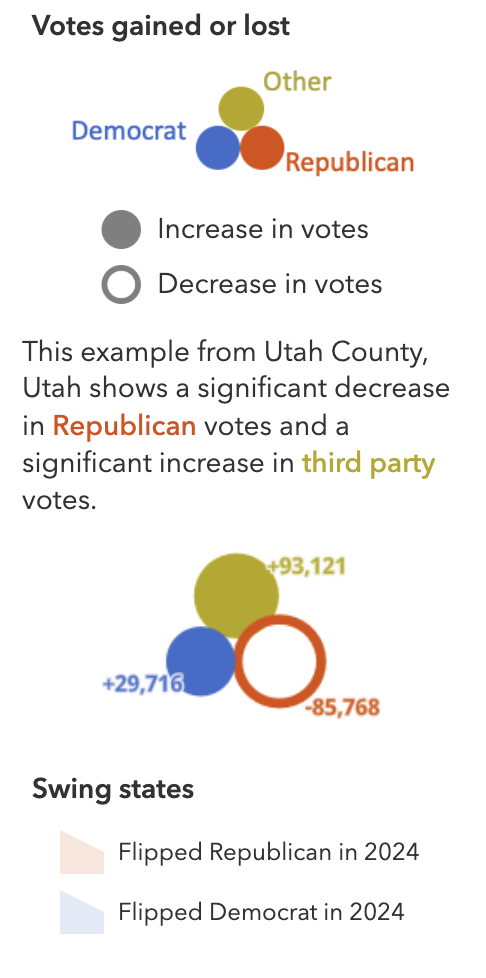 Votes gained or lost
Other
Democrat
Republican
Increase in votes
Decrease in votes
This example from Utah County,
Utah shows a significant decrease
in Republican votes and a
significant increase in third party
votes.
+93,121
+29,716
-85,768
Swing states
Flipped Republican in 2024
Flipped Democrat in 2024